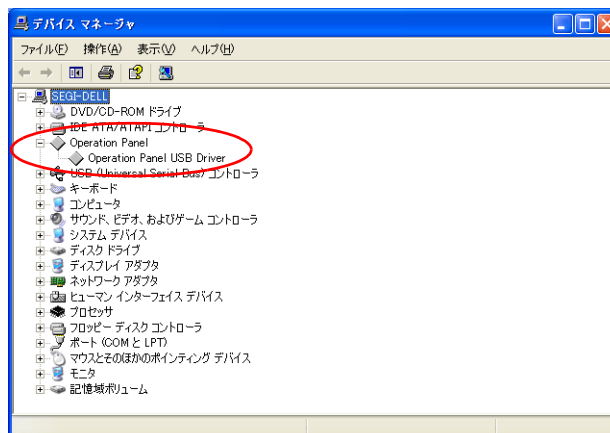 デバイス マネージャ
ファイル(F) 操作(A) 表示(V) ヘルプ(H)
SEGI-DELL
DVD/CD-ROM ドライブ
IDE ATA/ATAPI コントローラ
Operation Panel
Operation Panel USB Driver
USB (Universal Serial Bus) コントローラ
キーボード
コンピュータ
サウンド、ビデオ、およびゲーム コントローラ
システム デバイス
ディスク ドライブ
ディスプレイ アダプタ
ネットワーク アダプタ
ヒューマン インターフェイス デバイス
プロセッサ
フロッピー ディスク コントローラ
ポート (COM と LPT)
マウスとそのほかのポインティング デバイス
モニタ
記憶域ボリューム